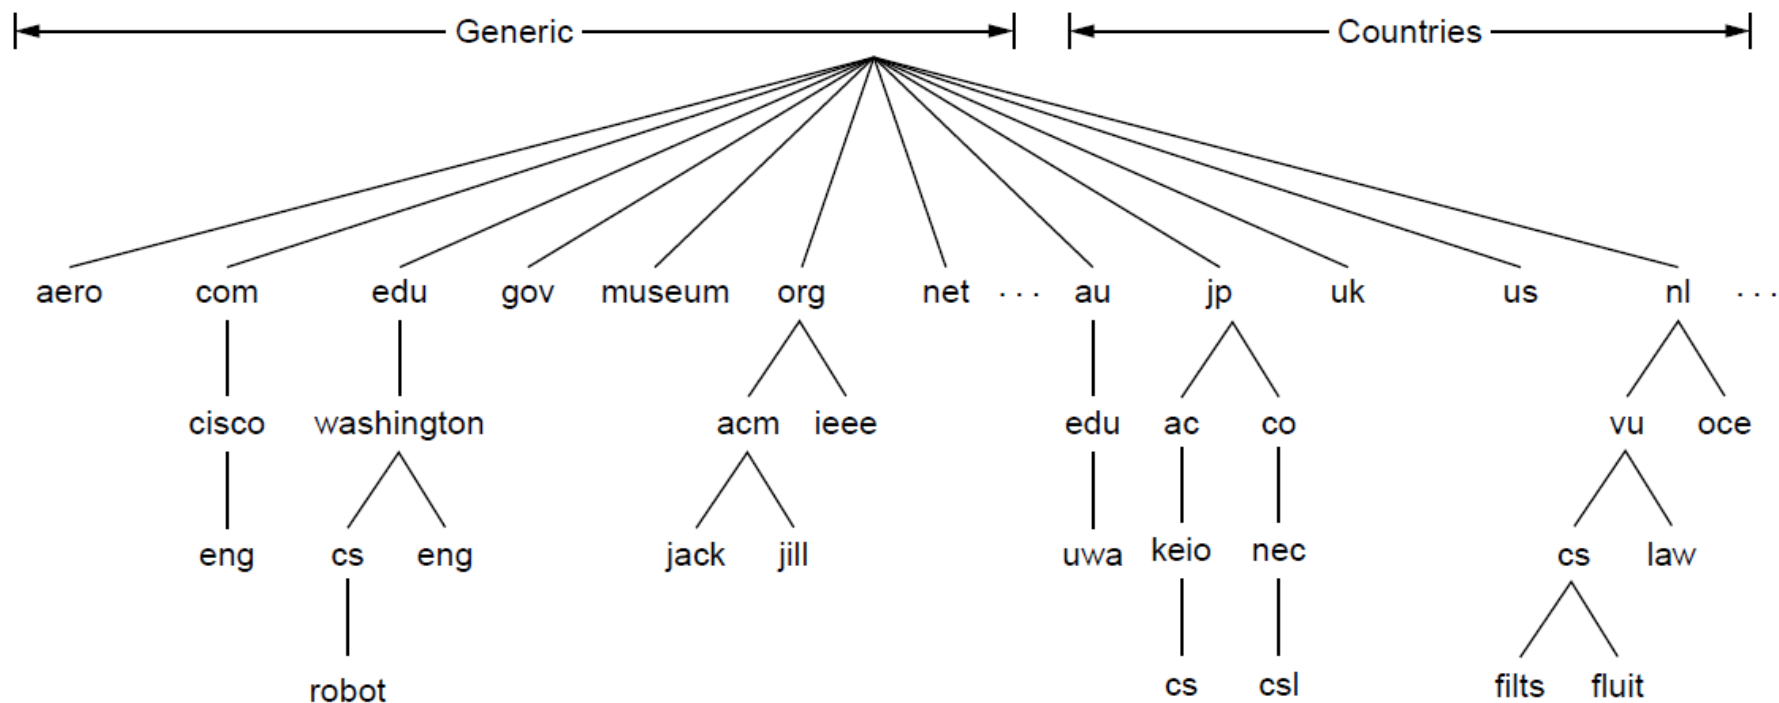 Generic Countries
aero com edu gov museum org net ... au jp uk us nl ...
cisco washington acm ieee edu ac co vu oce
eng cs eng jack jill uwa keio nec cs law
robot cs csl filts fluit